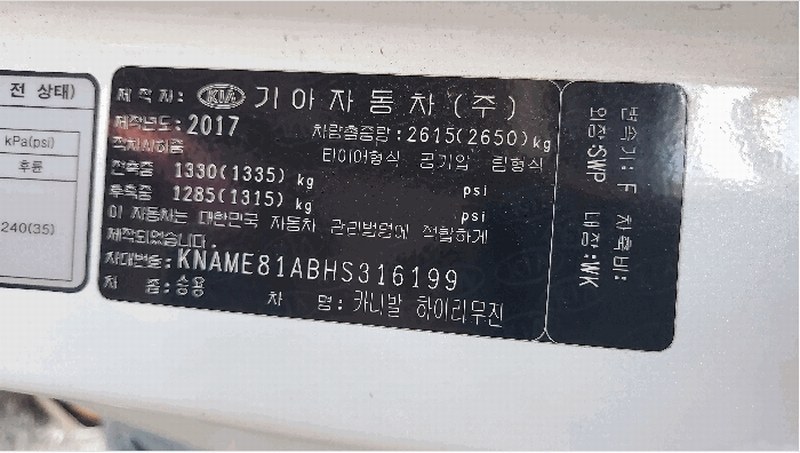 전 상태)
kPa(psi)
후륜
240(35)
제 작 자: KIA 기 아 자 동 차 (주)
제작년도:2017
차량총중량:2615(2650)kg
적차시하중
타이어형식 공기압 림형식
전축중 1330(1335) kg psi
후축중 1285(1315) kg psi
이 자동차는 대한민국 자동차 관리법령에 적합하게
제작되었습니다.
차대번호:KNAME81ABHS316199
차 종:승용
차 명:카니발 하이리무진
변속기: F 차축비:
외장:SWP 내장:WK